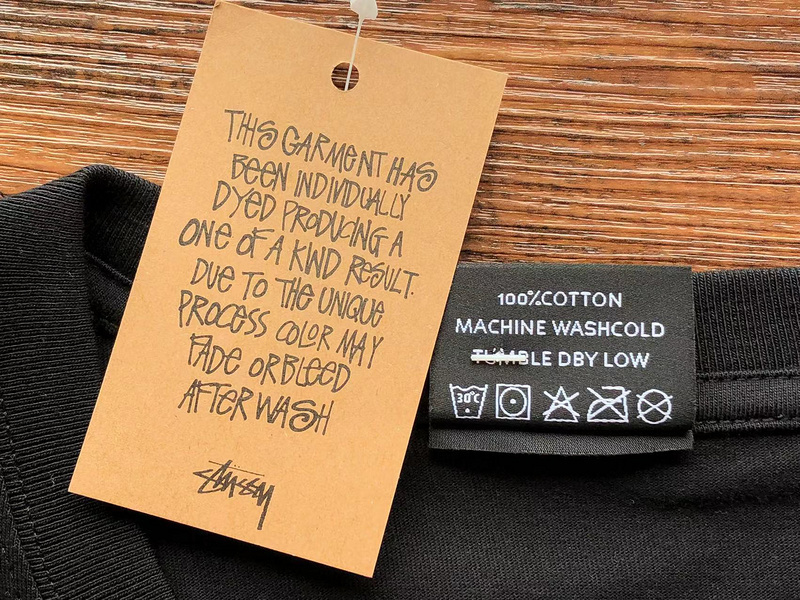 THIS GARMENT HAS
BEEN INDIVIDUALLY
DYED PRODUCING A
ONE OF A KIND RESULT.
DUE TO THE UNIQUE
PROCESS COLOR MAY
FADE OR BLEED
AFTER WASH
Stüssy
100%COTTON
MACHINE WASHCOLD
TUMBLE DBY LOW
30°C